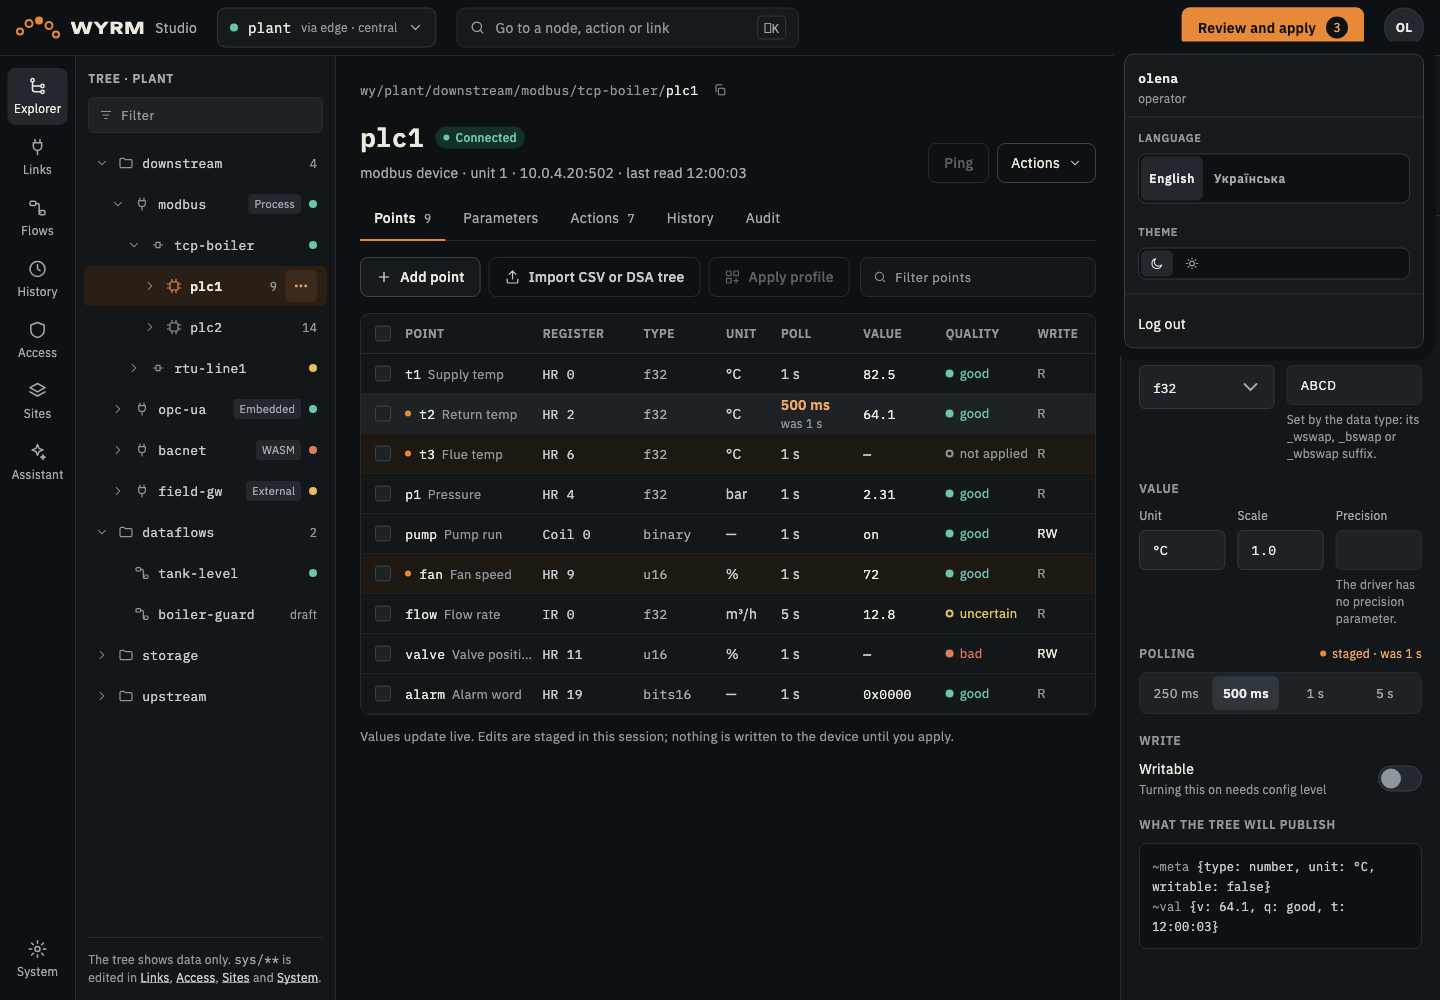 WYRM Studio
plant via edge · central
Go to a node, action or link
K
Review and apply 3
OL
Explorer
Links
Flows
History
Access
Sites
Assistant
System
TREE · PLANT
Filter
downstream 4
modbus Process
tcp-boiler
plc1 9
plc2 14
rtu-line1
opc-ua Embedded
bacnet WASM
field-gw External
dataflows 2
tank-level
boiler-guard draft
storage
upstream
The tree shows data only. sys/** is
edited in Links, Access, Sites and System.
wy/plant/downstream/modbus/tcp-boiler/plc1
plc1 Connected
modbus device · unit 1 · 10.0.4.20:502 · last read 12:00:03
Ping
Actions
Points 9 Parameters Actions 7 History Audit
Add point Import CSV or DSA tree Apply profile Filter points
POINT REGISTER TYPE UNIT POLL VALUE QUALITY WRITE
t1 Supply temp HR 0 f32 °C 1 s 82.5 good R
t2 Return temp HR 2 f32 °C 500 ms was 1 s 64.1 good R
t3 Flue temp HR 6 f32 °C 1 s — not applied R
p1 Pressure HR 4 f32 bar 1 s 2.31 good R
pump Pump run Coil 0 binary — 1 s on good RW
fan Fan speed HR 9 u16 % 1 s 72 good R
flow Flow rate IR 0 f32 m³/h 5 s 12.8 uncertain R
valve Valve positi… HR 11 u16 % 1 s — bad RW
alarm Alarm word HR 19 bits16 — 1 s 0x0000 good R
Values update live. Edits are staged in this session; nothing is written to the device until you apply.
olena
operator
LANGUAGE
English Українська
THEME
Log out
f32 ABCD
Set by the data type: its
_wswap, _bswap or
_wbswap suffix.
VALUE
Unit Scale Precision
°C 1.0
The driver has
no precision
parameter.
POLLING staged · was 1 s
250 ms 500 ms 1 s 5 s
WRITE
Writable
Turning this on needs config level
WHAT THE TREE WILL PUBLISH
~meta {type: number, unit: °C,
writable: false}
~val {v: 64.1, q: good, t:
12:00:03}